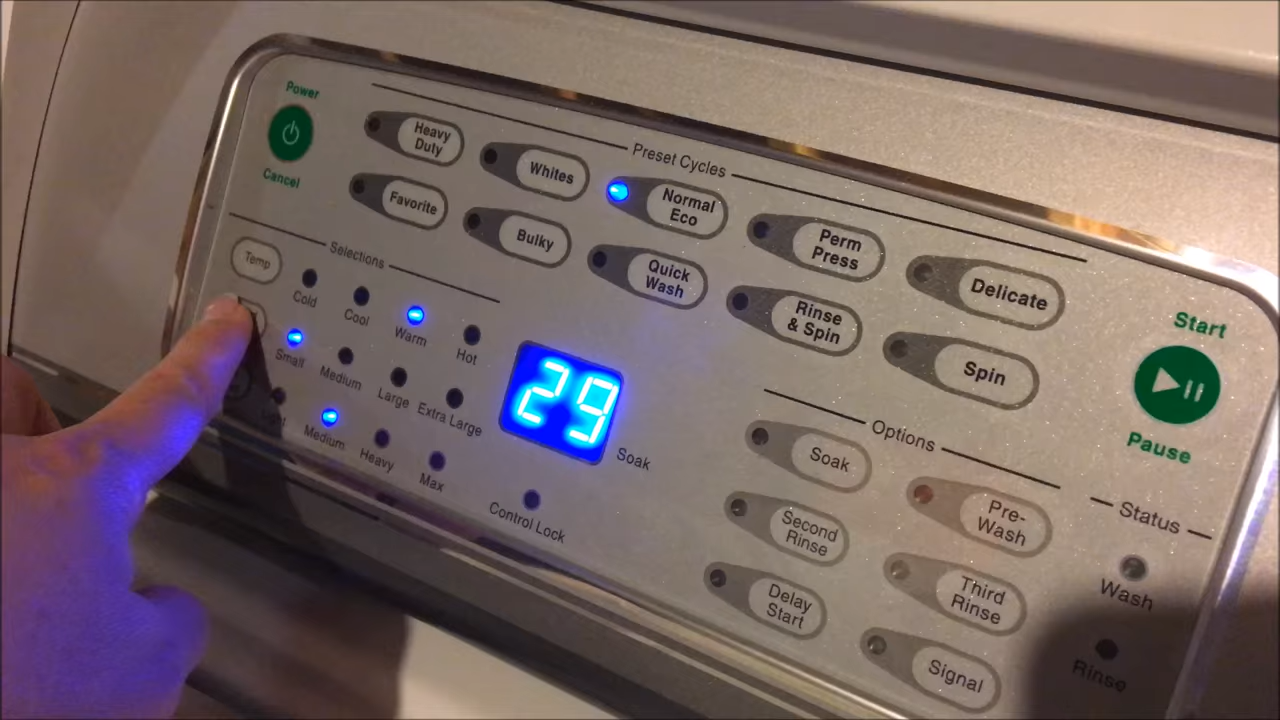 Power
Cancel
Preset Cycles
Heavy
Duty
Whites
Normal
Eco
Perm
Press
Delicate
Favorite
Bulky
Quick
Wash
Rinse
& Spin
Spin
Selections
Temp
Cold
Cool
Warm
Hot
Small
Medium
Large
Extra Large
Medium
Heavy
Max
29
Soak
Control Lock
Start
Pause
Options
Soak
Pre-
Wash
Second
Rinse
Third
Rinse
Delay
Start
Signal
Status
Wash
Rinse